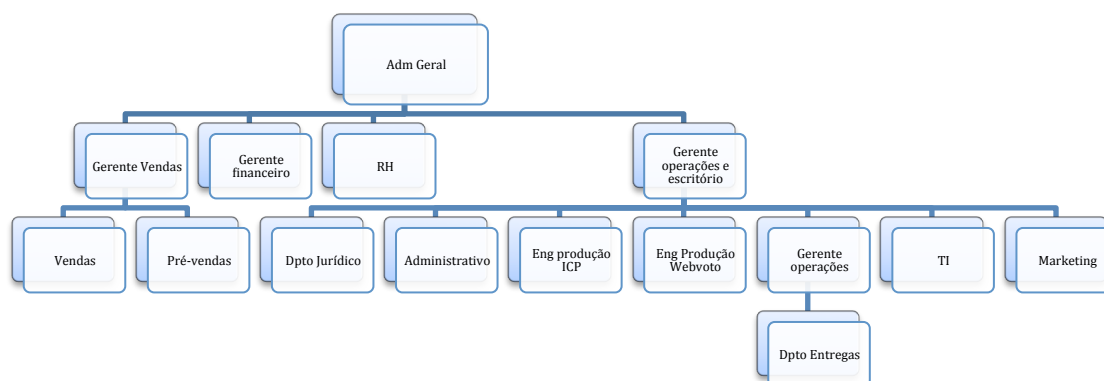 Adm Geral
Gerente Vendas
Gerente
financeiro
RH
Gerente
operações e
escritório
Vendas
Pré-vendas
Dpto Jurídico
Administrativo
Eng produção
ICP
Eng Produção
Webvoto
Gerente
operações
TI
Marketing
Dpto Entregas